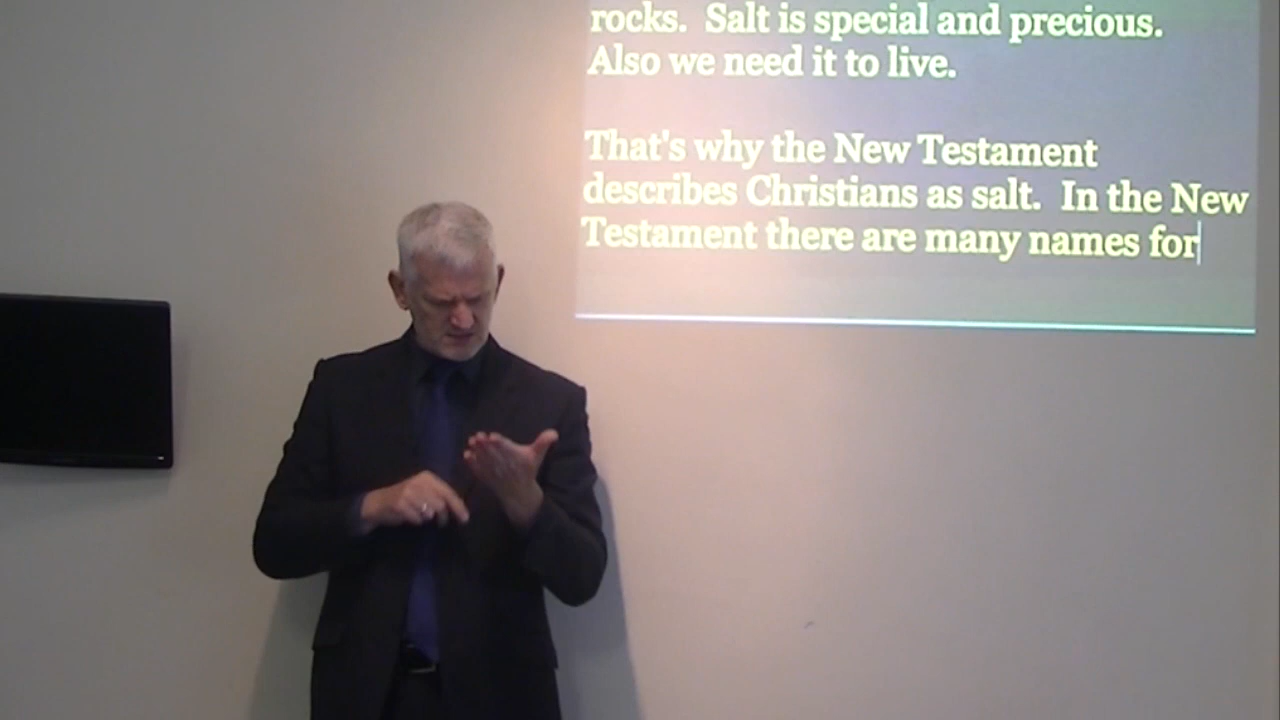 rocks.  Salt is special and precious.
Also we need it to live.
That's why the New Testament
describes Christians as salt.  In the New
Testament there are many names for